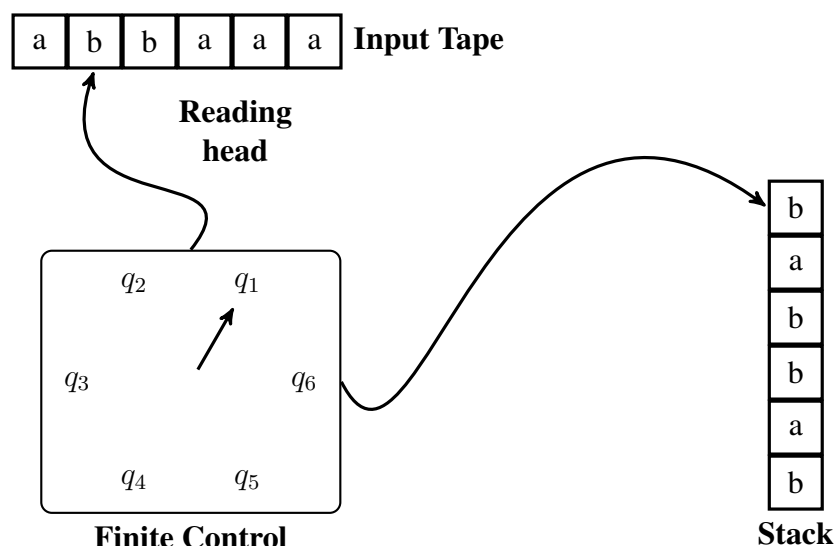 a b b a a a Input Tape
Reading
head
b
q2 q1
a
b
q3 q6
b
a
q4 q5
b
Finite Control
Stack